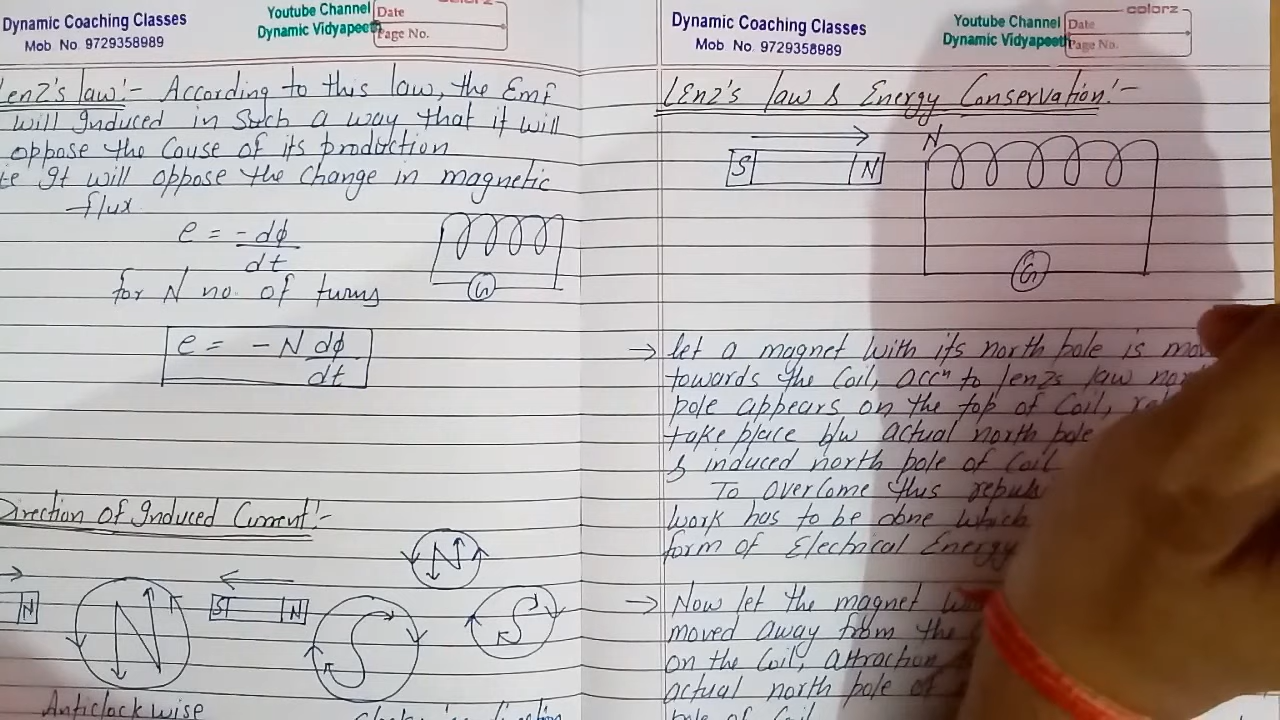 Dynamic Coaching Classes
Mob No. 9729358989
Youtube Channel
Dynamic Vidyapeeth
Date
Page No.
Lenz's law:- According to this law, the Emf
will Induced in Such a way that it will
oppose the Cause of its production
ie It will oppose the Change in magnetic
flux
e = -dφ
dt
for N no. of turns
G
e = -N dφ
dt
Direction of Induced Current:-
N
N
S N
S
S
N
Anticlockwise
Dynamic Coaching Classes
Mob No. 9729358989
Youtube Channel
Dynamic Vidyapeeth
colorz
Date
Page No.
Lenz's law & Energy Conservation:-
S N
N
G
→ let a magnet with its north pole is
towards the Coil, accn to lenzs law
pole appears on the top of Coil,
take place b/w actual north pole
& induced north pole of Coil
To overcome this
work has to be done which
form of Electrical Energy
→ Now let the magnet
moved away from the
on the Coil, attraction
actual north pole of
pole of Coil